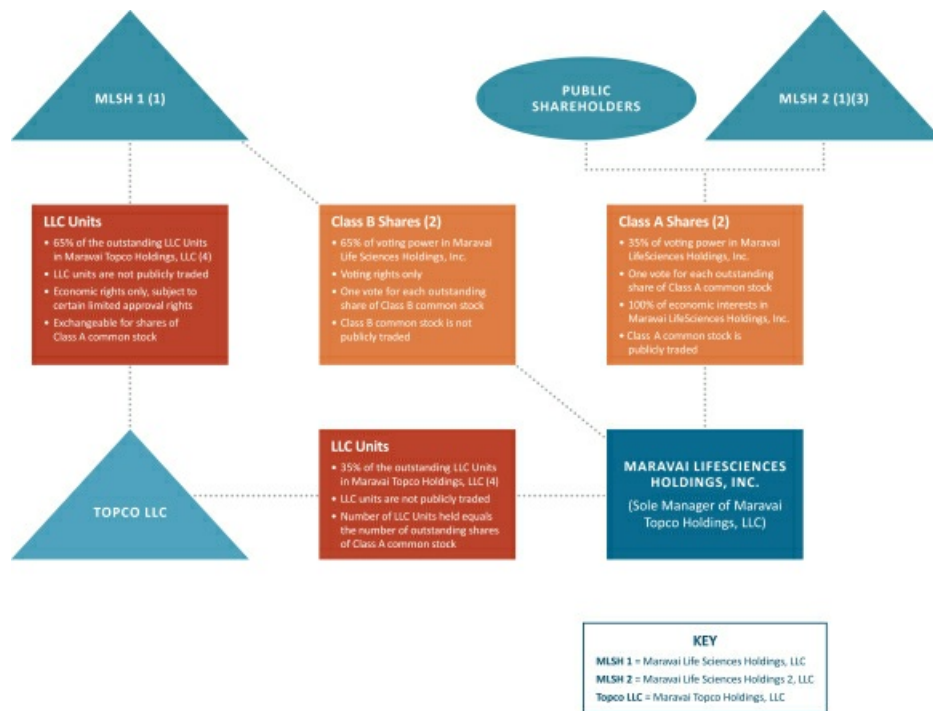 MLSH 1 (1)
PUBLIC
SHAREHOLDERS
MLSH 2 (1)(3)
LLC Units
• 65% of the outstanding LLC Units
in Maravai Topco Holdings, LLC (4)
• LLC units are not publicly traded
• Economic rights only, subject to
certain limited approval rights
• Exchangeable for shares of
Class A common stock
Class B Shares (2)
• 65% of voting power in Maravai
Life Sciences Holdings, Inc.
• Voting rights only
• One vote for each outstanding
share of Class B common stock
• Class B common stock is not
publicly traded
Class A Shares (2)
• 35% of voting power in Maravai
LifeSciences Holdings, Inc.
• One vote for each outstanding
share of Class A common stock
• 100% of economic interests in
Maravai LifeSciences Holdings, Inc.
• Class A common stock is
publicly traded
TOPCO LLC
LLC Units
• 35% of the outstanding LLC Units
in Maravai Topco Holdings, LLC (4)
• LLC units are not publicly traded
• Number of LLC Units held equals
the number of outstanding shares
of Class A common stock
MARAVAI LIFESCIENCES
HOLDINGS, INC.
(Sole Manager of Maravai
Topco Holdings, LLC)
KEY
MLSH 1 = Maravai Life Sciences Holdings, LLC
MLSH 2 = Maravai Life Sciences Holdings 2, LLC
Topco LLC = Maravai Topco Holdings, LLC